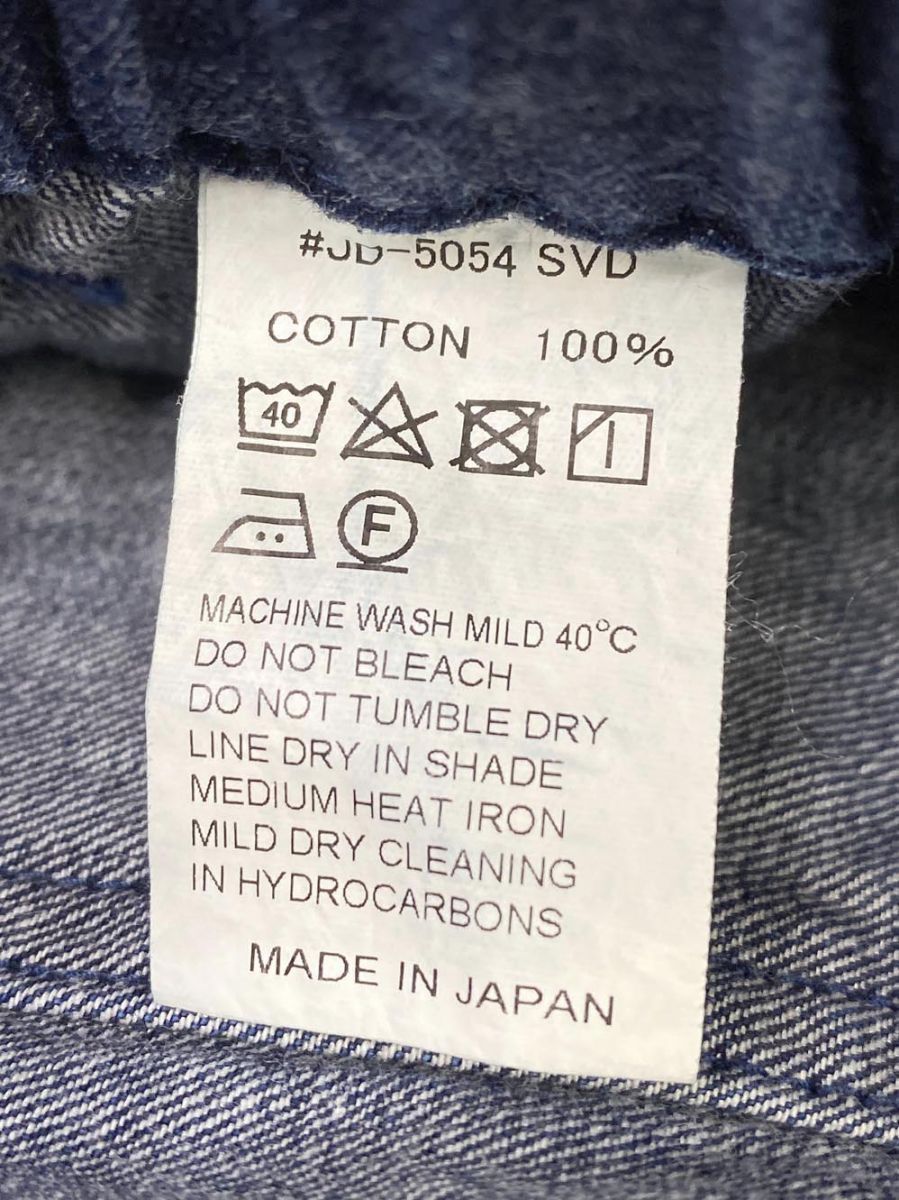 #JD-5054 SVD
COTTON 100%
40
F
MACHINE WASH MILD 40°C
DO NOT BLEACH
DO NOT TUMBLE DRY
LINE DRY IN SHADE
MEDIUM HEAT IRON
MILD DRY CLEANING
IN HYDROCARBONS
MADE IN JAPAN